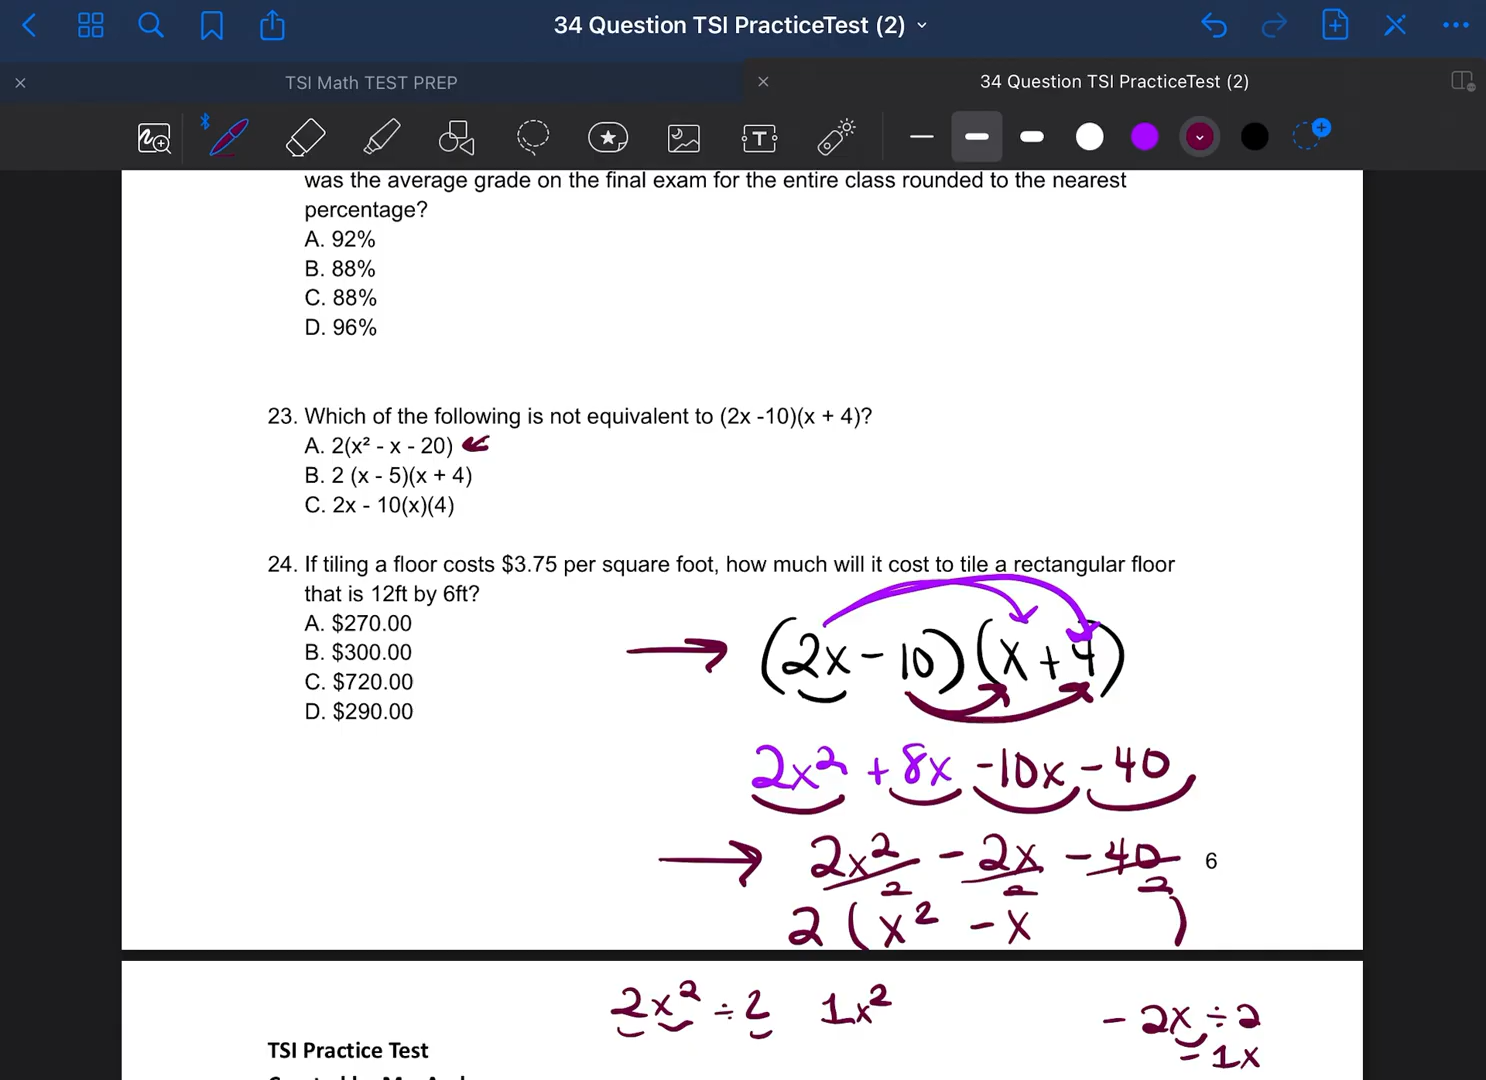 34 Question TSI PracticeTest (2)
TSI Math TEST PREP
34 Question TSI PracticeTest (2)
was the average grade on the final exam for the entire class rounded to the nearest
percentage?
A. 92%
B. 88%
C. 88%
D. 96%
23. Which of the following is not equivalent to (2x -10)(x + 4)?
A. 2(x² - x - 20)
B. 2 (x - 5)(x + 4)
C. 2x - 10(x)(4)
24. If tiling a floor costs $3.75 per square foot, how much will it cost to tile a rectangular floor
that is 12ft by 6ft?
A. $270.00
B. $300.00
C. $720.00
D. $290.00
(2x - 10)(x + 4)
2x² + 8x - 10x - 40
2x²/2 - 2x/2 - 40/2
6
2 ( x² - x )
2x² ÷ 2 1x²
- 2x ÷ 2
- 1x
TSI Practice Test